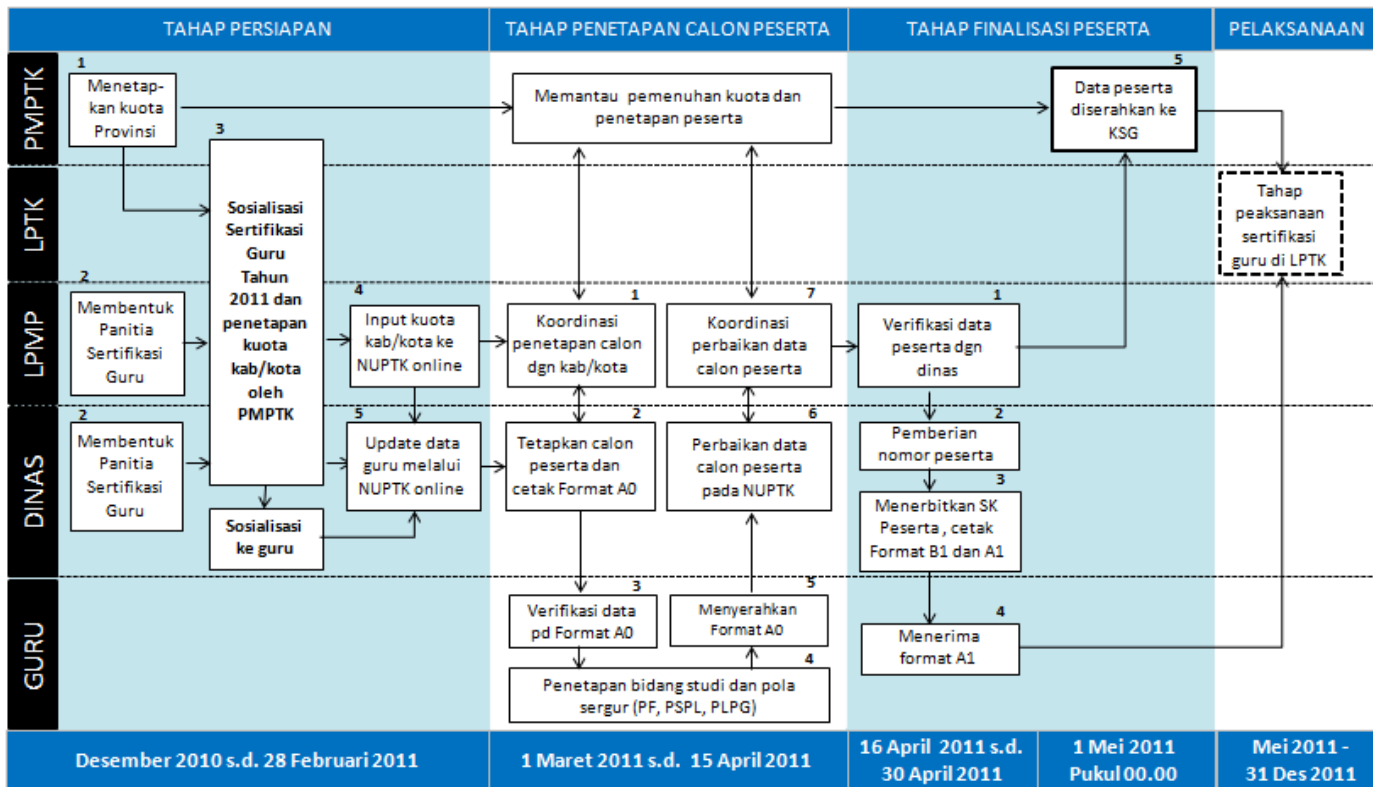 TAHAP PERSIAPAN
TAHAP PENETAPAN CALON PESERTA
TAHAP FINALISASI PESERTA
PELAKSANAAN
PMPTK
1
Menetap-
kan kuota
Provinsi
Memantau pemenuhan kuota dan
penetapan peserta
5
Data peserta
diserahkan ke
KSG
3
Sosialisasi
Sertifikasi
Guru
Tahun
2011 dan
penetapan
kuota
kab/kota
oleh
PMPTK
LPTK
Tahap
peaksanaan
sertifikasi
guru di LPTK
LPMP
2
Membentuk
Panitia
Sertifikasi
Guru
4
Input kuota
kab/kota ke
NUPTK online
1
Koordinasi
penetapan calon
dgn kab/kota
7
Koordinasi
perbaikan data
calon peserta
1
Verifikasi data
peserta dgn
dinas
DINAS
2
Membentuk
Panitia
Sertifikasi
Guru
Sosialisasi
ke guru
5
Update data
guru melalui
NUPTK online
2
Tetapkan calon
peserta dan
cetak Format A0
6
Perbaikan data
calon peserta
pada NUPTK
2
Pemberian
nomor peserta
3
Menerbitkan SK
Peserta , cetak
Format B1 dan A1
GURU
3
Verifikasi data
pd Format A0
5
Menyerahkan
Format A0
4
Penetapan bidang studi dan pola
sergur (PF, PSPL, PLPG)
4
Menerima
format A1
Desember 2010 s.d. 28 Februari 2011
1 Maret 2011 s.d. 15 April 2011
16 April 2011 s.d.
30 April 2011
1 Mei 2011
Pukul 00.00
Mei 2011 -
31 Des 2011